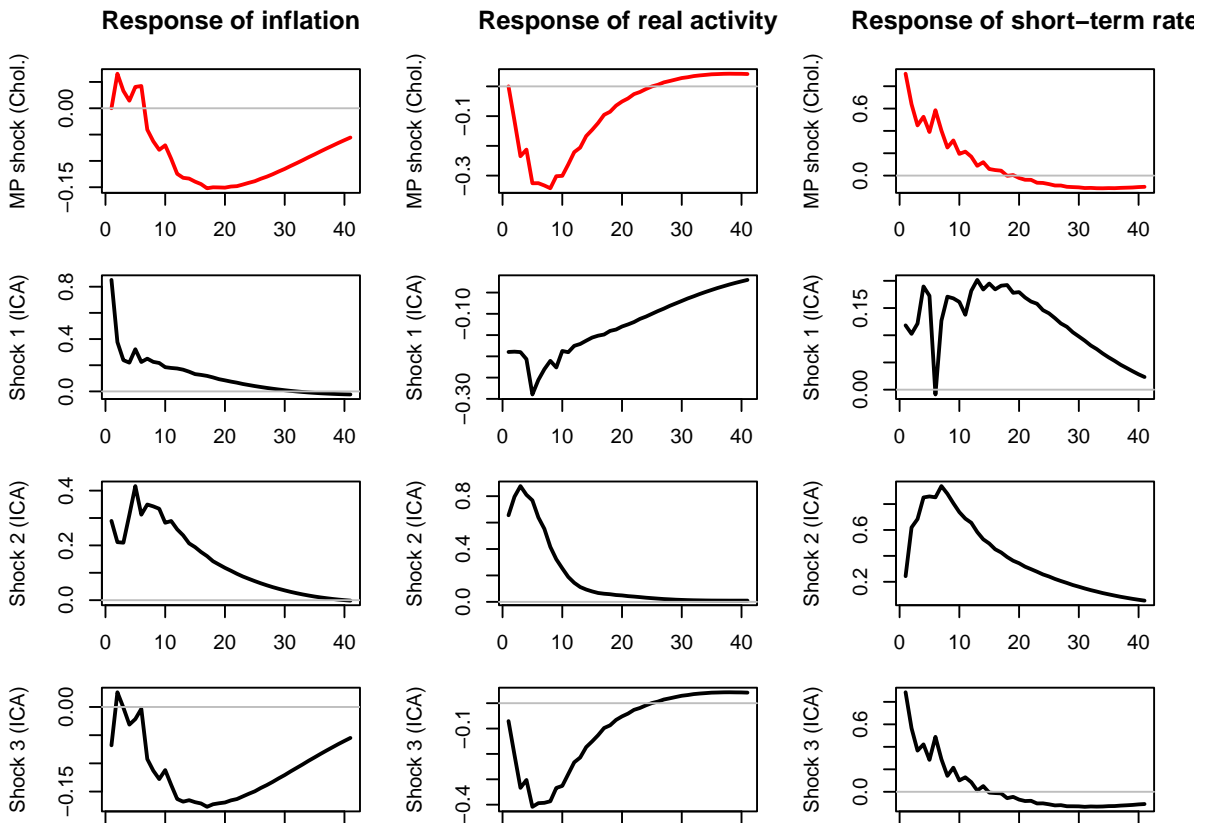 Response of inflation
Response of real activity
Response of short−term rate
MP shock (Chol.)
−0.15 0.00
0 10 20 30 40
MP shock (Chol.)
−0.3 −0.1
0 10 20 30 40
MP shock (Chol.)
0.0 0.6
0 10 20 30 40
Shock 1 (ICA)
0.0 0.4 0.8
0 10 20 30 40
Shock 1 (ICA)
−0.30 −0.10
0 10 20 30 40
Shock 1 (ICA)
0.00 0.15
0 10 20 30 40
Shock 2 (ICA)
0.0 0.2 0.4
0 10 20 30 40
Shock 2 (ICA)
0.0 0.4 0.8
0 10 20 30 40
Shock 2 (ICA)
0.2 0.6
0 10 20 30 40
Shock 3 (ICA)
−0.15 0.00
Shock 3 (ICA)
−0.4 −0.1
Shock 3 (ICA)
0.0 0.6